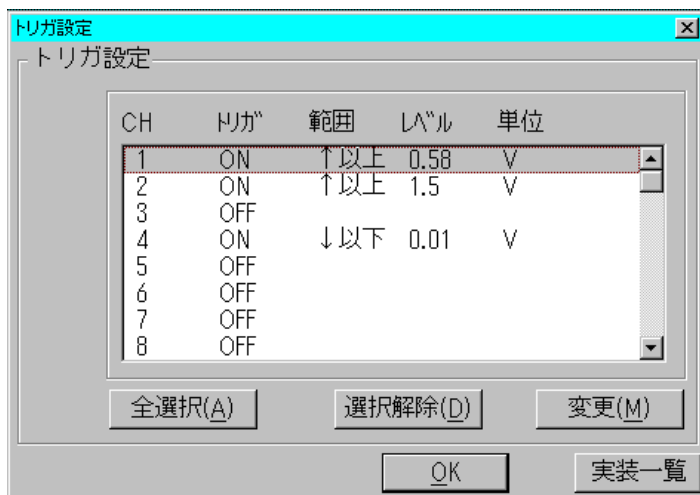 トリガ設定
トリガ設定
CH ﾄﾘｶﾞ 範囲 ﾚﾍﾞﾙ 単位
1 ON ↑以上 0.58 V
2 ON ↑以上 1.5 V
3 OFF
4 ON ↓以下 0.01 V
5 OFF
6 OFF
7 OFF
8 OFF
全選択(A) 選択解除(D) 変更(M)
OK 実装一覧